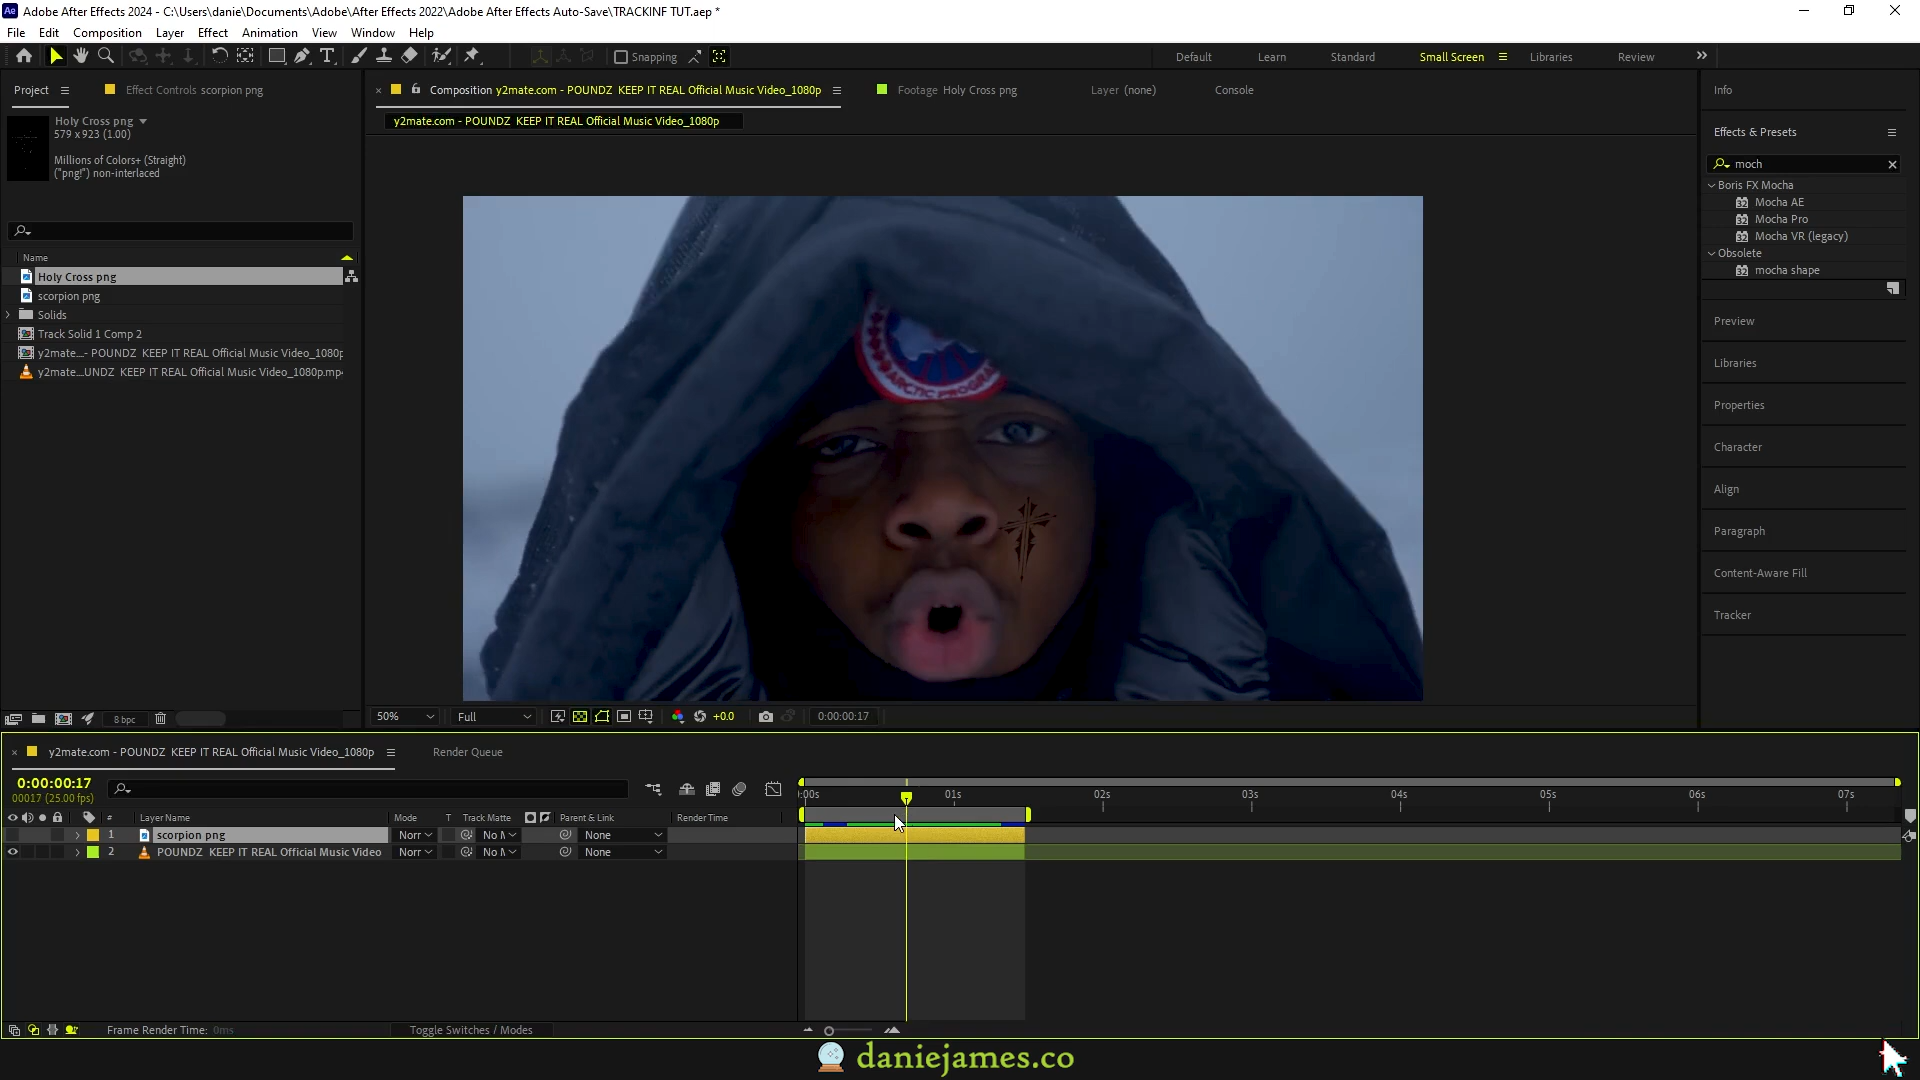 Adobe After Effects 2024 - C:\Users\danie\Documents\Adobe\After Effects 2022\Adobe After Effects Auto-Save\TRACKINF TUT.aep *
File Edit Composition Layer Effect Animation View Window Help
Snapping Default Learn Standard Small Screen Libraries Review
Project Effect Controls scorpion png Composition y2mate.com - POUNDZ KEEP IT REAL Official Music Video_1080p Footage Holy Cross png Layer (none) Console Info
y2mate.com - POUNDZ KEEP IT REAL Official Music Video_1080p
Holy Cross png
579 x 923 (1.00)
Millions of Colors+ (Straight)
("png!") non-interlaced
Effects & Presets
moch
Boris FX Mocha
32 Mocha AE
32 Mocha Pro
32 Mocha VR (legacy)
Obsolete
32 mocha shape
Name
Holy Cross png
scorpion png
Solids
Track Solid 1 Comp 2
y2mate...- POUNDZ KEEP IT REAL Official Music Video_1080p
y2mate...UNDZ KEEP IT REAL Official Music Video_1080p.mp4
ARCTIC PROGRA
Preview
Libraries
Properties
Character
Align
Paragraph
Content-Aware Fill
Tracker
8 bpc 50% Full +0.0 0:00:00:17
y2mate.com - POUNDZ KEEP IT REAL Official Music Video_1080p Render Queue
0:00:00:17
00017 (25.00 fps)
:00s 01s 02s 03s 04s 05s 06s 07s
# Layer Name Mode T Track Matte Parent & Link Render Time
1 scorpion png Norr No M None
2 POUNDZ KEEP IT REAL Official Music Video Norr No M None
Frame Render Time: 0ms Toggle Switches / Modes
daniejames.co